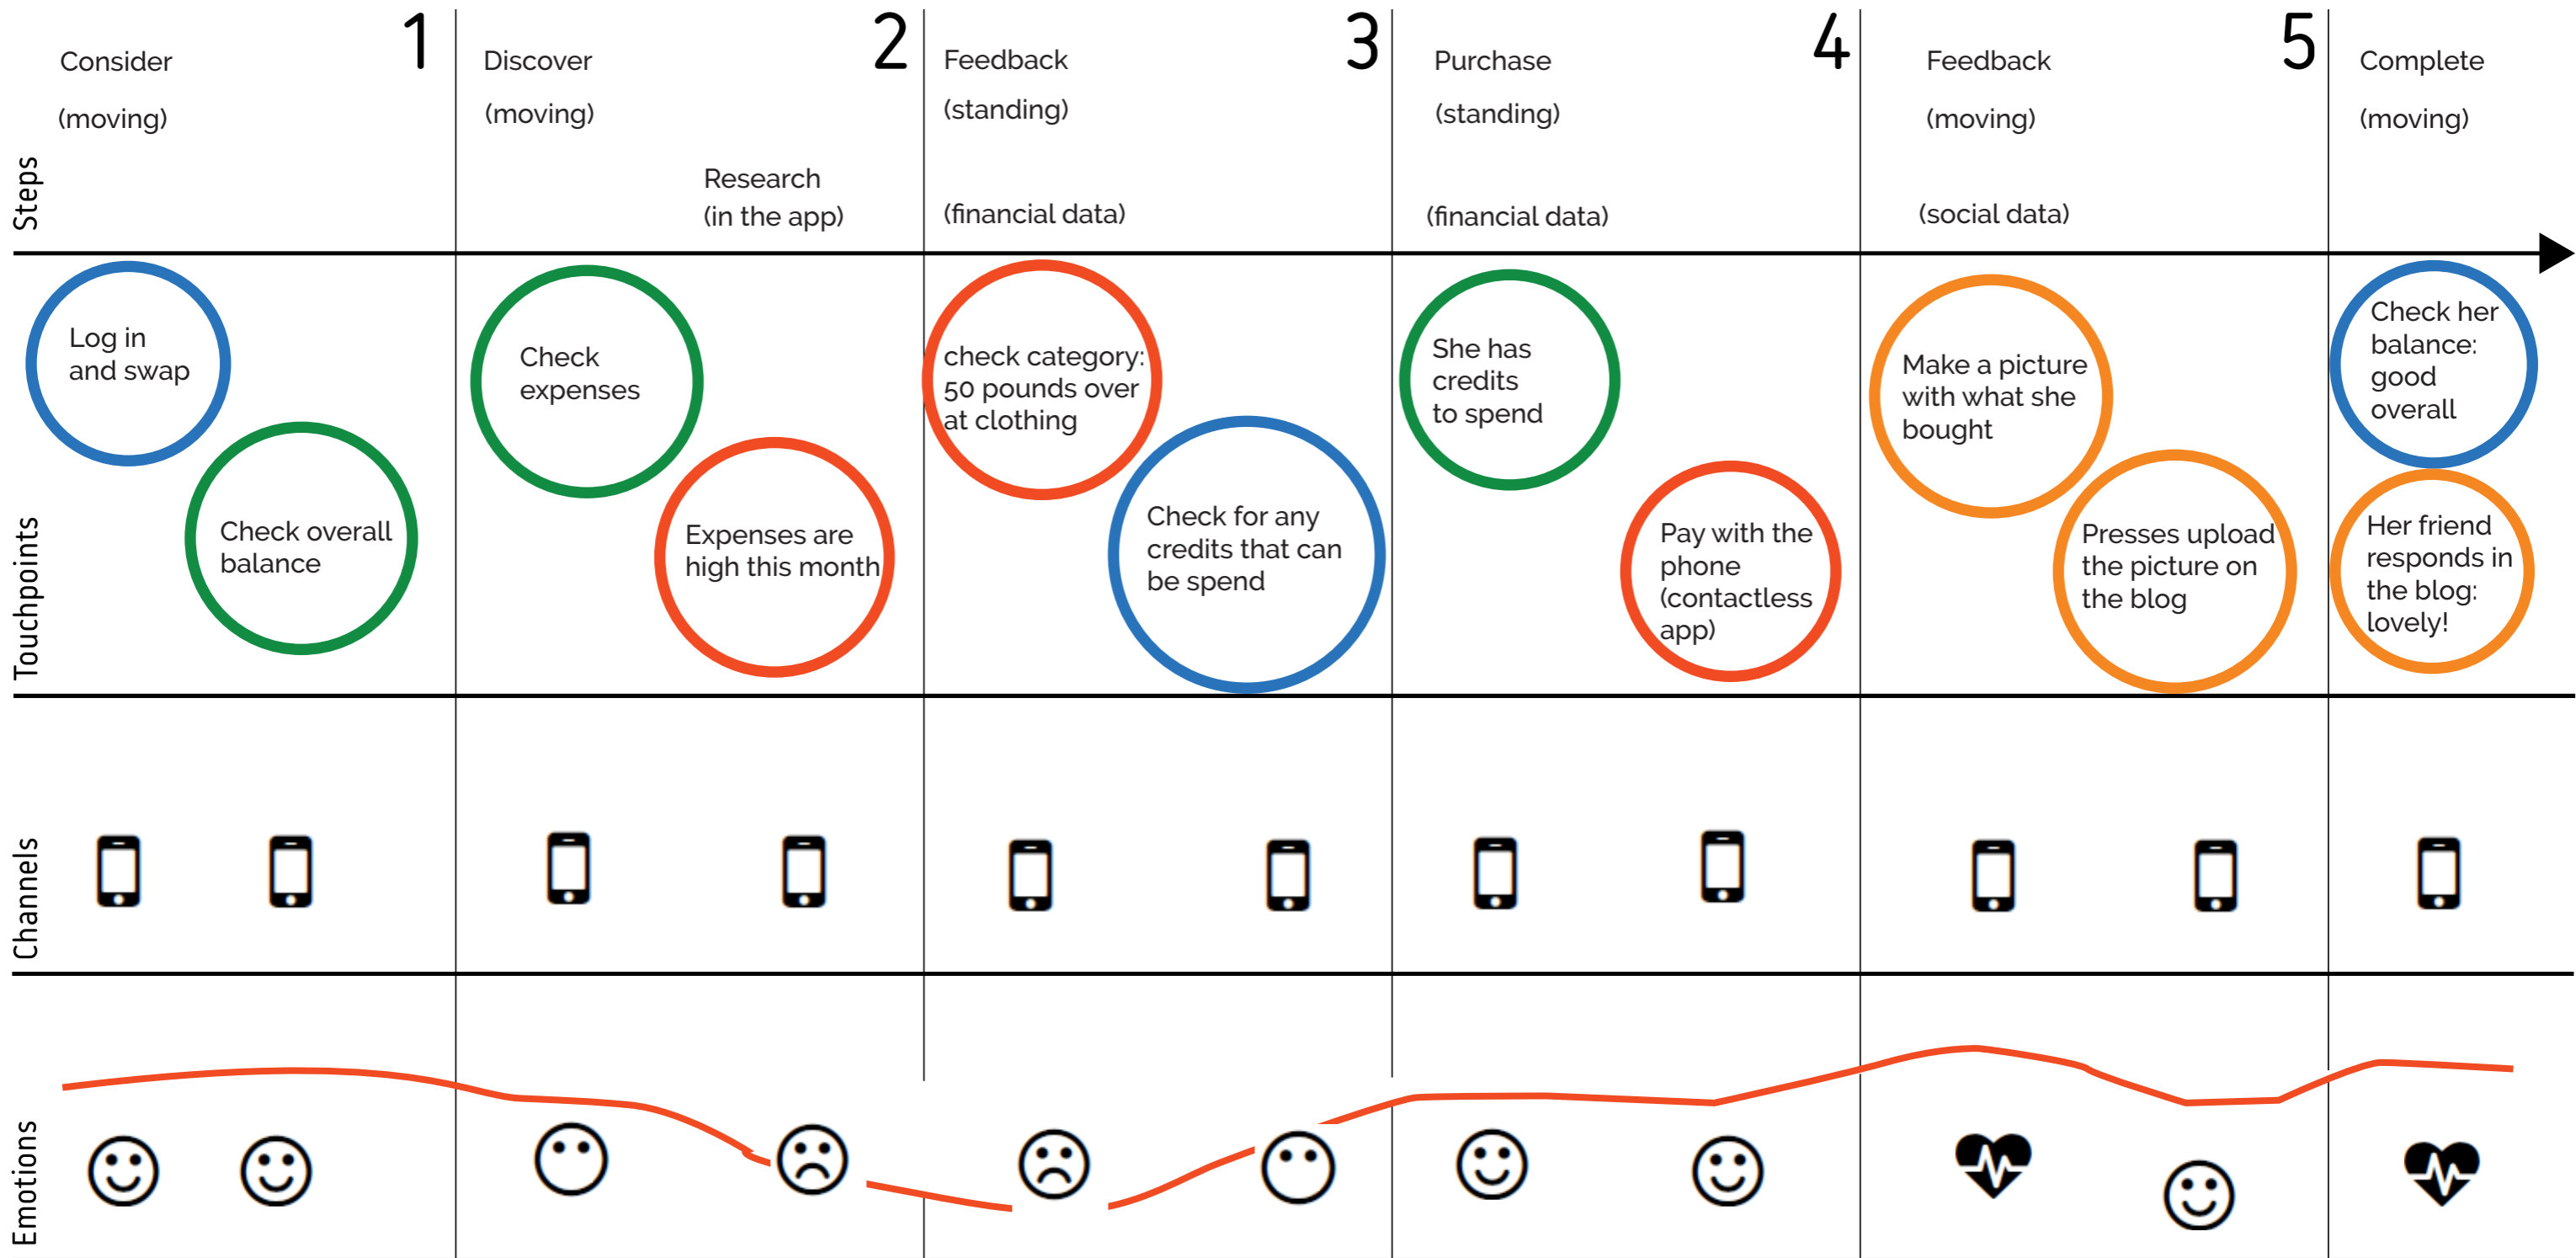 Steps
Consider
(moving)
1
Discover
(moving)
Research
(in the app)
2
Feedback
(standing)
(financial data)
3
Purchase
(standing)
(financial data)
4
Feedback
(moving)
(social data)
5
Complete
(moving)
Touchpoints
Log in
and swap
Check overall
balance
Check
expenses
Expenses are
high this month
check category:
50 pounds over
at clothing
Check for any
credits that can
be spend
She has
credits
to spend
Pay with the
phone
(contactless
app)
Make a picture
with what she
bought
Presses upload
the picture on
the blog
Check her
balance:
good
overall
Her friend
responds in
the blog:
lovely!
Channels
Emotions